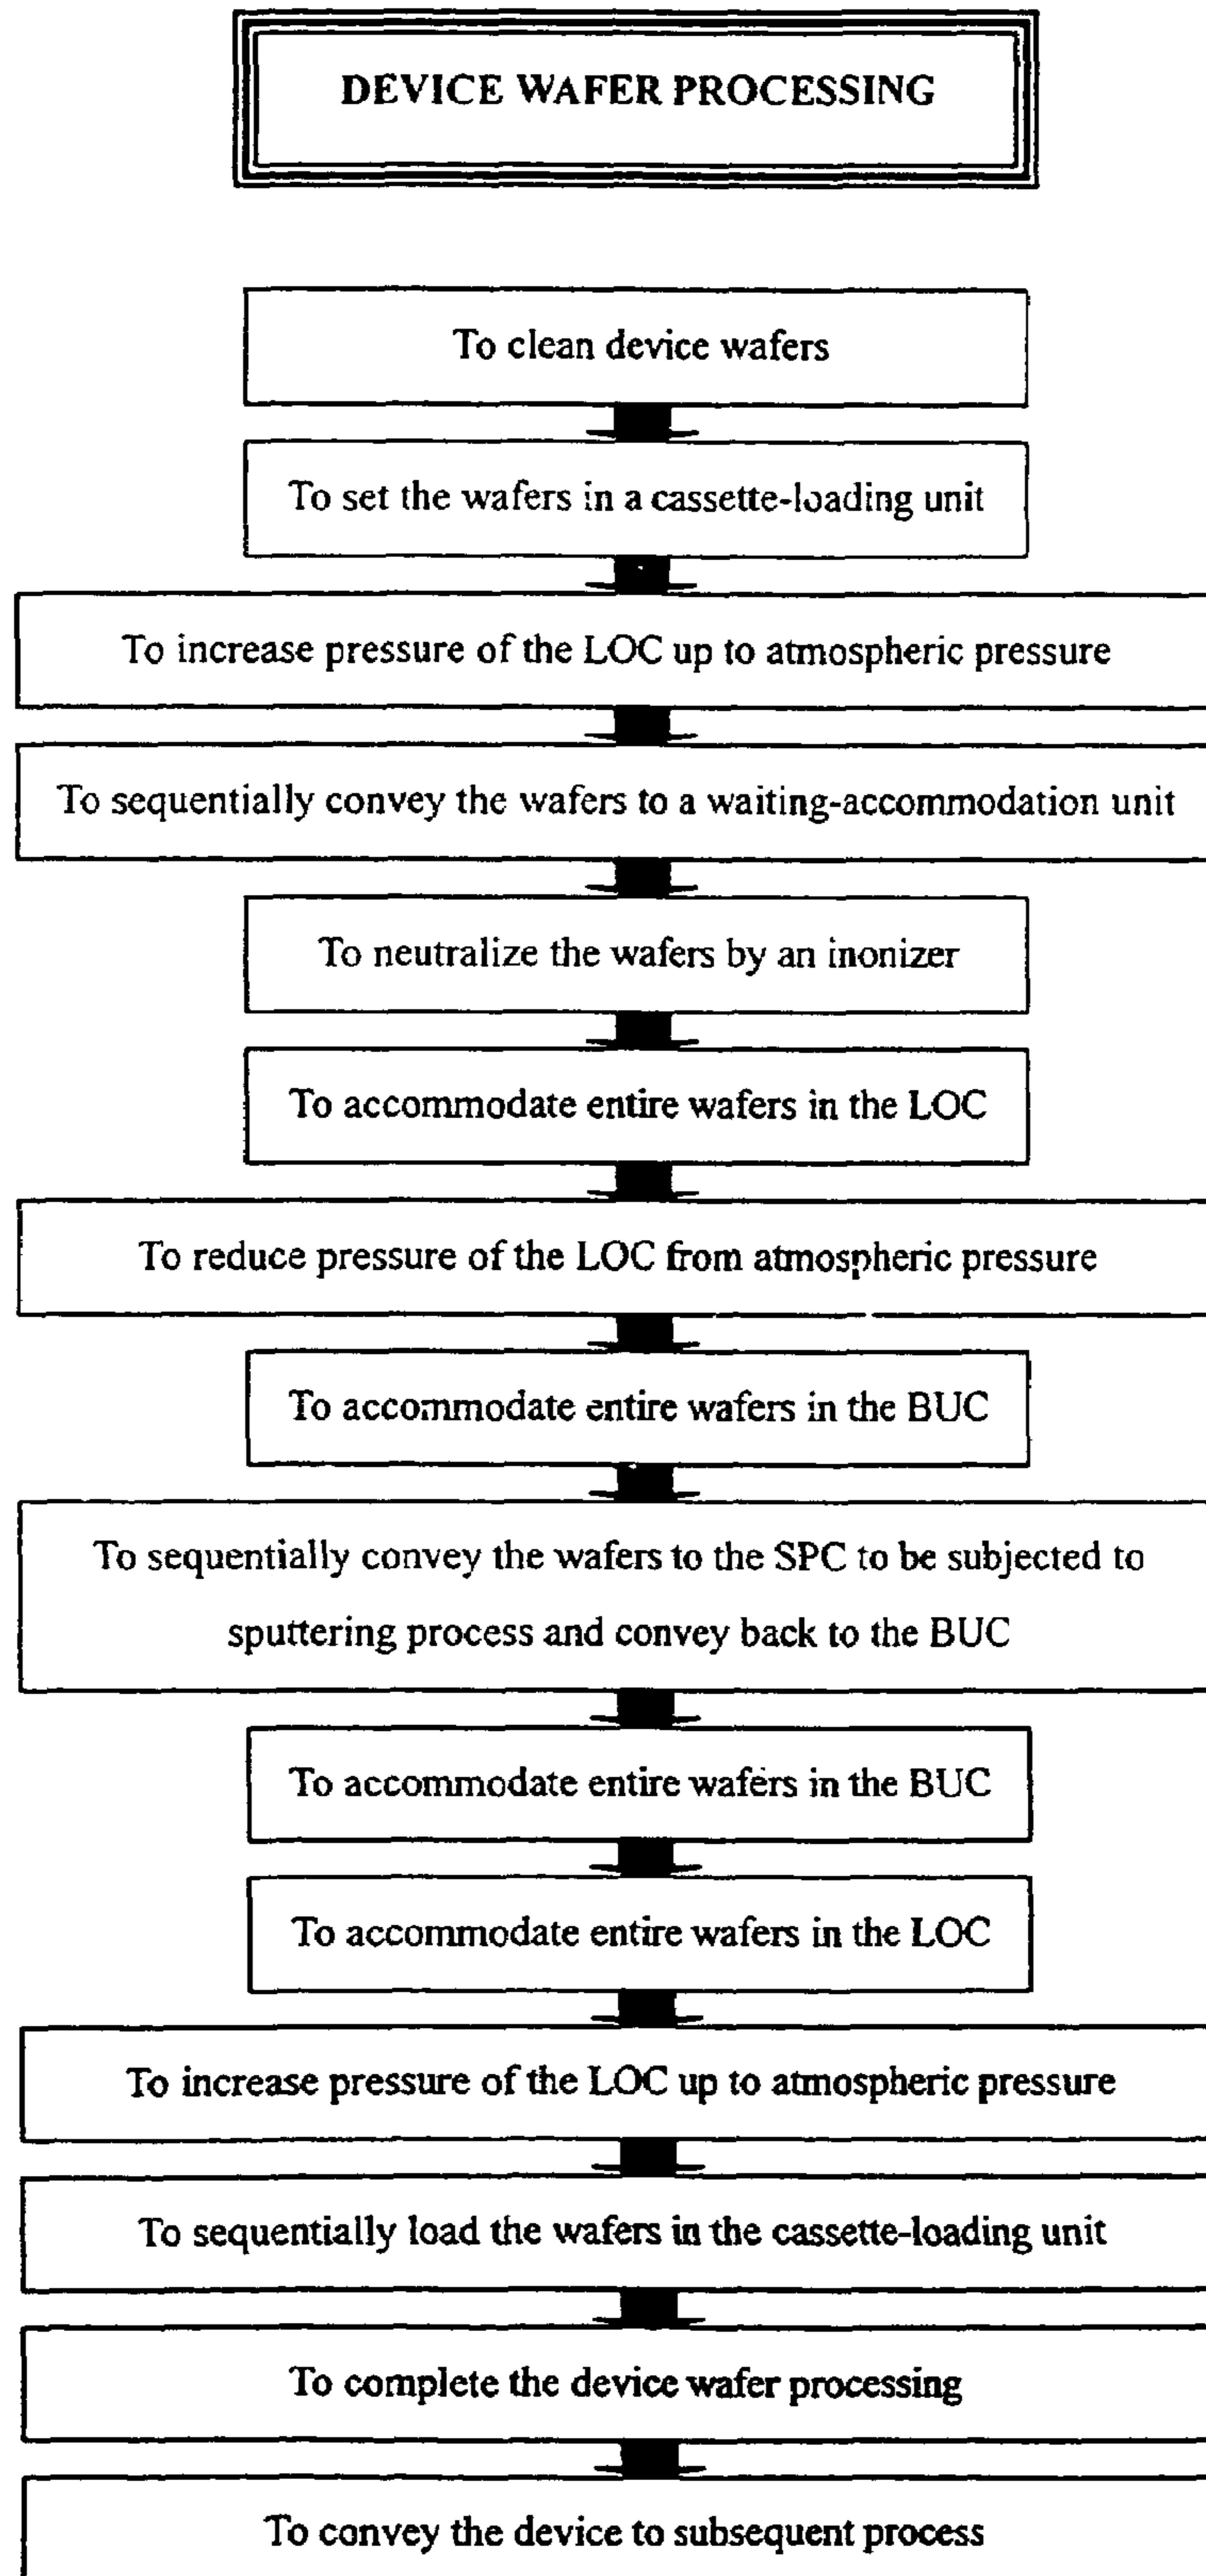 DEVICE WAFER PROCESSING
To clean device wafers
To set the wafers in a cassette-loading unit
To increase pressure of the LOC up to atmospheric pressure
To sequentially convey the wafers to a waiting-accommodation unit
To neutralize the wafers by an inonizer
To accommodate entire wafers in the LOC
To reduce pressure of the LOC from atmospheric pressure
To accommodate entire wafers in the BUC
To sequentially convey the wafers to the SPC to be subjected to
sputtering process and convey back to the BUC
To accommodate entire wafers in the BUC
To accommodate entire wafers in the LOC
To increase pressure of the LOC up to atmospheric pressure
To sequentially load the wafers in the cassette-loading unit
To complete the device wafer processing
To convey the device to subsequent process